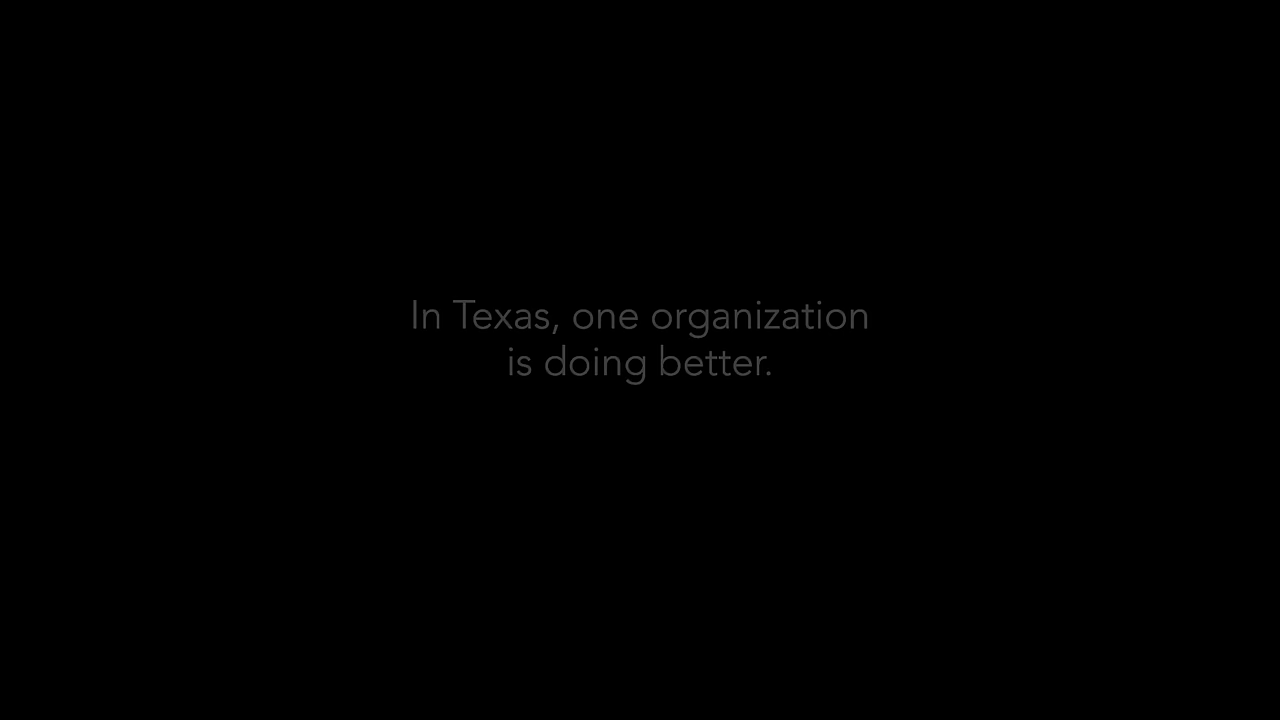 In Texas, one organization
is doing better.